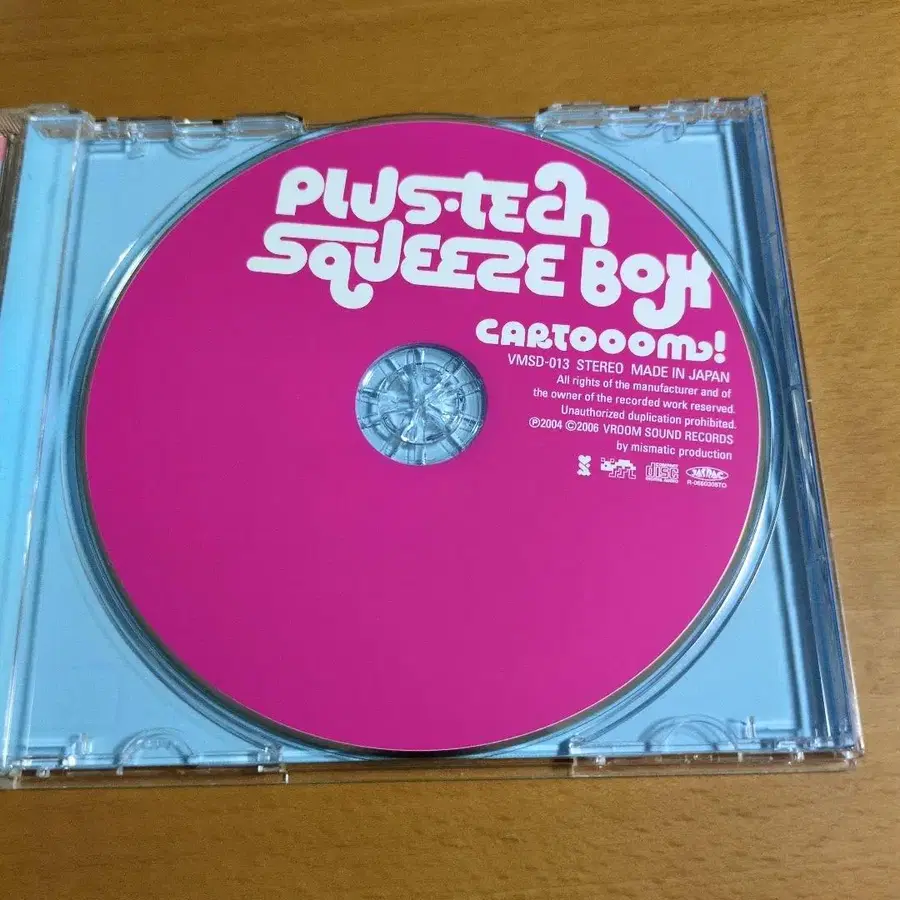 PLUS-TECH
SQUEEZE BOX
CARTOOOM!
VMSD-013 STEREO MADE IN JAPAN
All rights of the manufacturer and of
the owner of the recorded work reserved.
Unauthorized duplication prohibited.
℗2004 ©2006 VROOM SOUND RECORDS
by mismatic production
disc